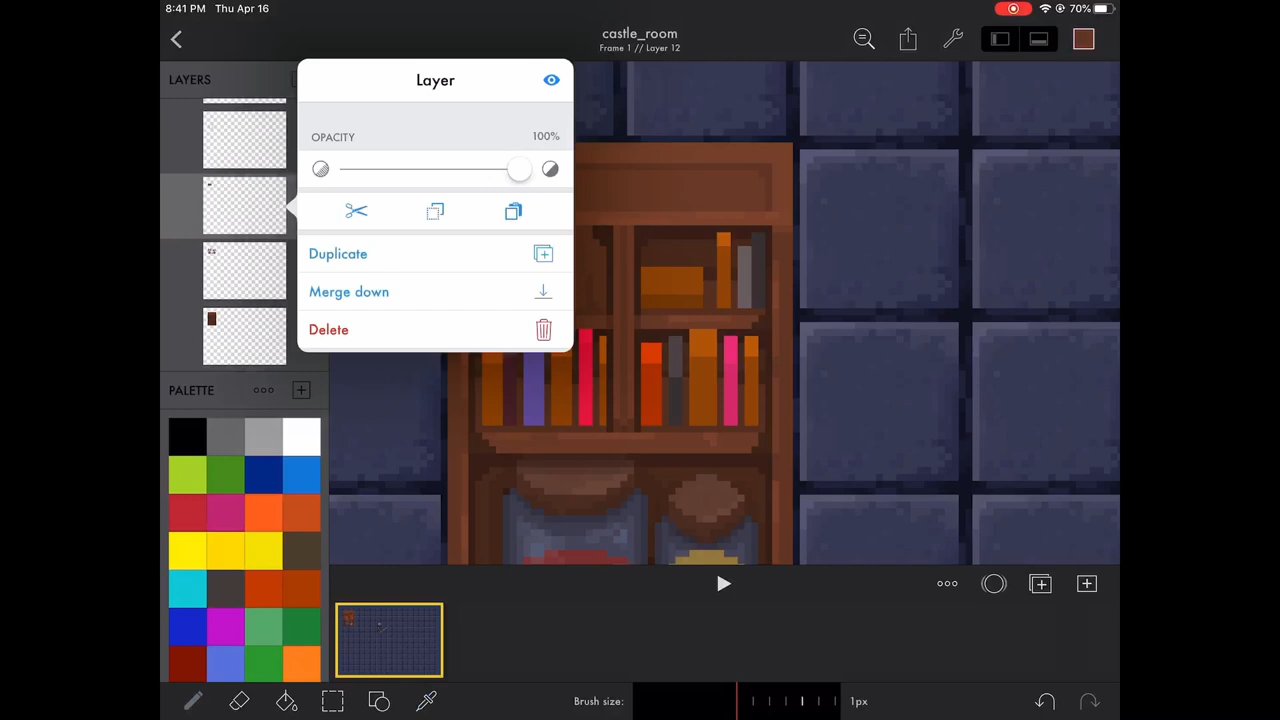 8:41 PM Thu Apr 16
70%
castle_room
Frame 1 // Layer 12
LAYERS
Layer
OPACITY
100%
Duplicate
Merge down
Delete
PALETTE
Brush size:
1px